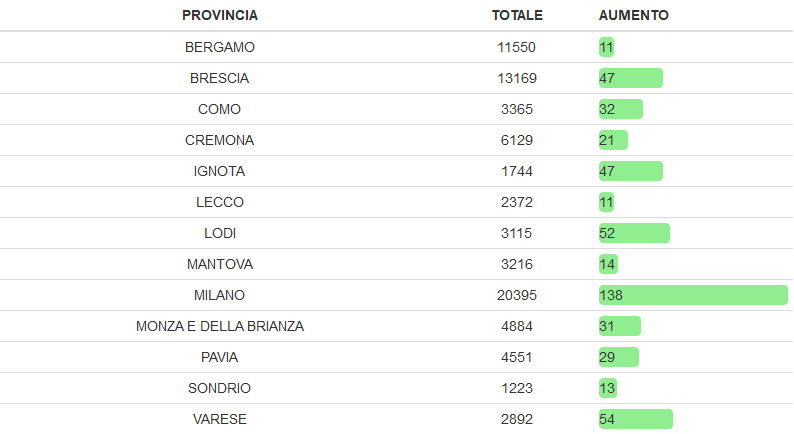 PROVINCIA TOTALE AUMENTO
BERGAMO 11550 11
BRESCIA 13169 47
COMO 3365 32
CREMONA 6129 21
IGNOTA 1744 47
LECCO 2372 11
LODI 3115 52
MANTOVA 3216 14
MILANO 20395 138
MONZA E DELLA BRIANZA 4884 31
PAVIA 4551 29
SONDRIO 1223 13
VARESE 2892 54